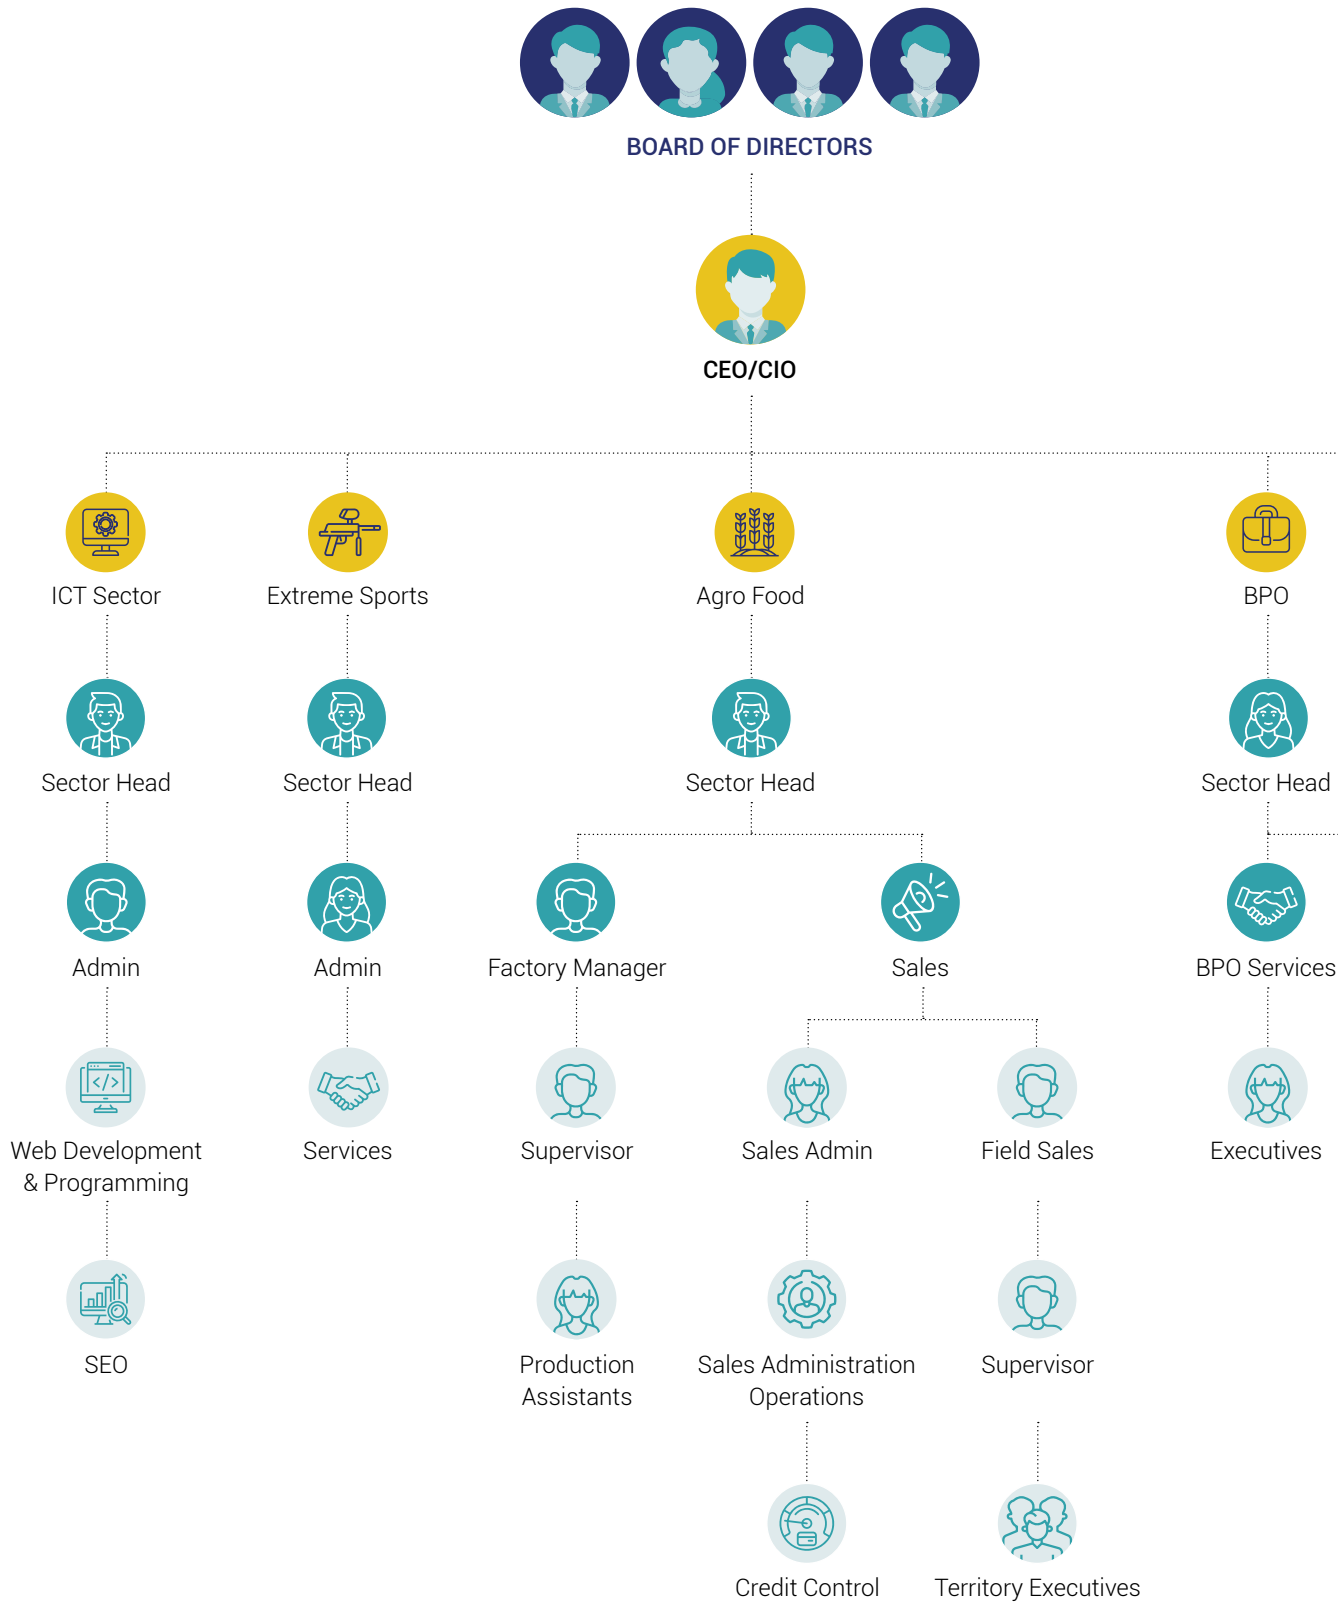 BOARD OF DIRECTORS
CEO/CIO
ICT Sector
Extreme Sports
Agro Food
BPO
Sector Head
Sector Head
Sector Head
Sector Head
Admin
Admin
Factory Manager
Sales
BPO Services
</>
Web Development
& Programming
Services
Supervisor
Sales Admin
Field Sales
Executives
SEO
Production
Assistants
Sales Administration
Operations
Supervisor
Credit Control
Territory Executives